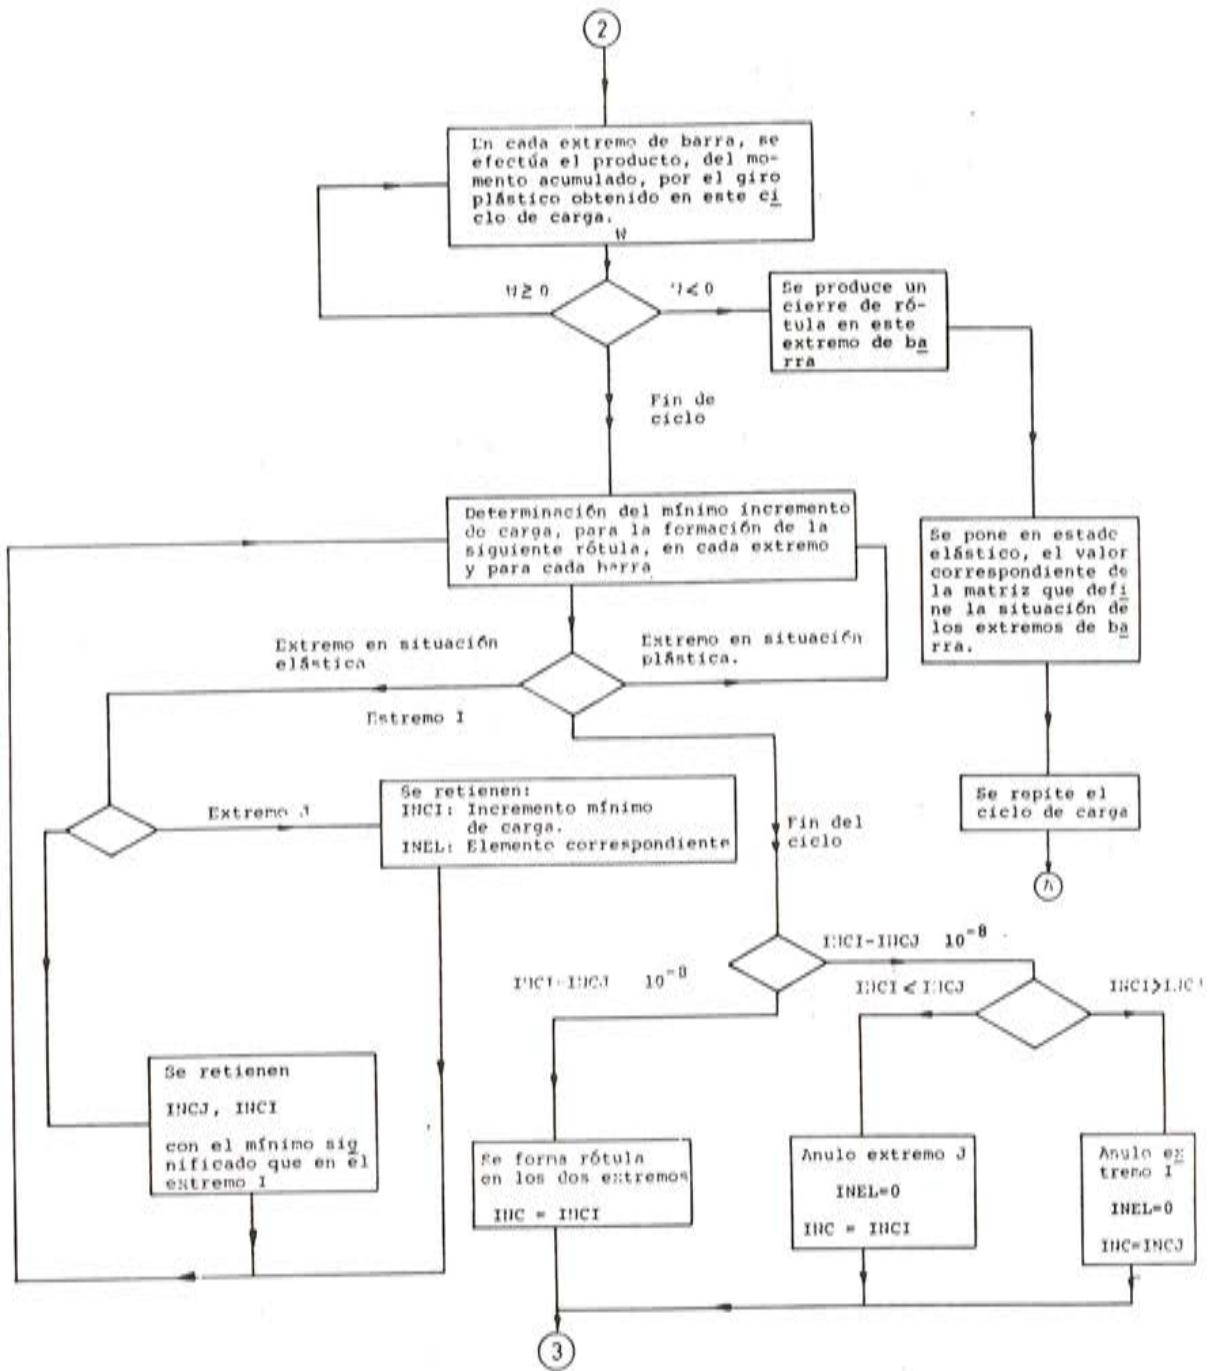 2
En cada extremo de barra, se
efectúa el producto, del mo-
mento acumulado, por el giro
plástico obtenido en este ci
clo de carga.
W
W ≥ 0
< 0
Se produce un
cierre de ró-
tula en este
extremo de ba
rra
Fin de
ciclo
Determinación del mínimo incremento
de carga, para la formación de la
siguiente rótula, en cada extremo
y para cada barra
Se pone en estado
elástico, el valor
correspondiente de
la matriz que defi
ne la situación de
los extremos de ba
rra.
Extremo en situación
elástica
Extremo en situación
plástica.
Estremo I
Se repite el
ciclo de carga
Extremo J
Se retienen:
INCI: Incremento mínimo
de carga.
INEL: Elemento correspondiente
Fin del
ciclo
INCI-INCJ 10⁻⁸
INCI-INCJ 10⁻⁸
INCI < INCJ
INCI>
Se retienen
INCJ, INCI
con el mínimo sig
nificado que en el
extremo I
Se forma rótula
en los dos extremos
INC = INCI
Anulo extremo J
INEL=0
INC = INCI
Anulo ex
tremo I
INEL=0
INC=INCJ
3